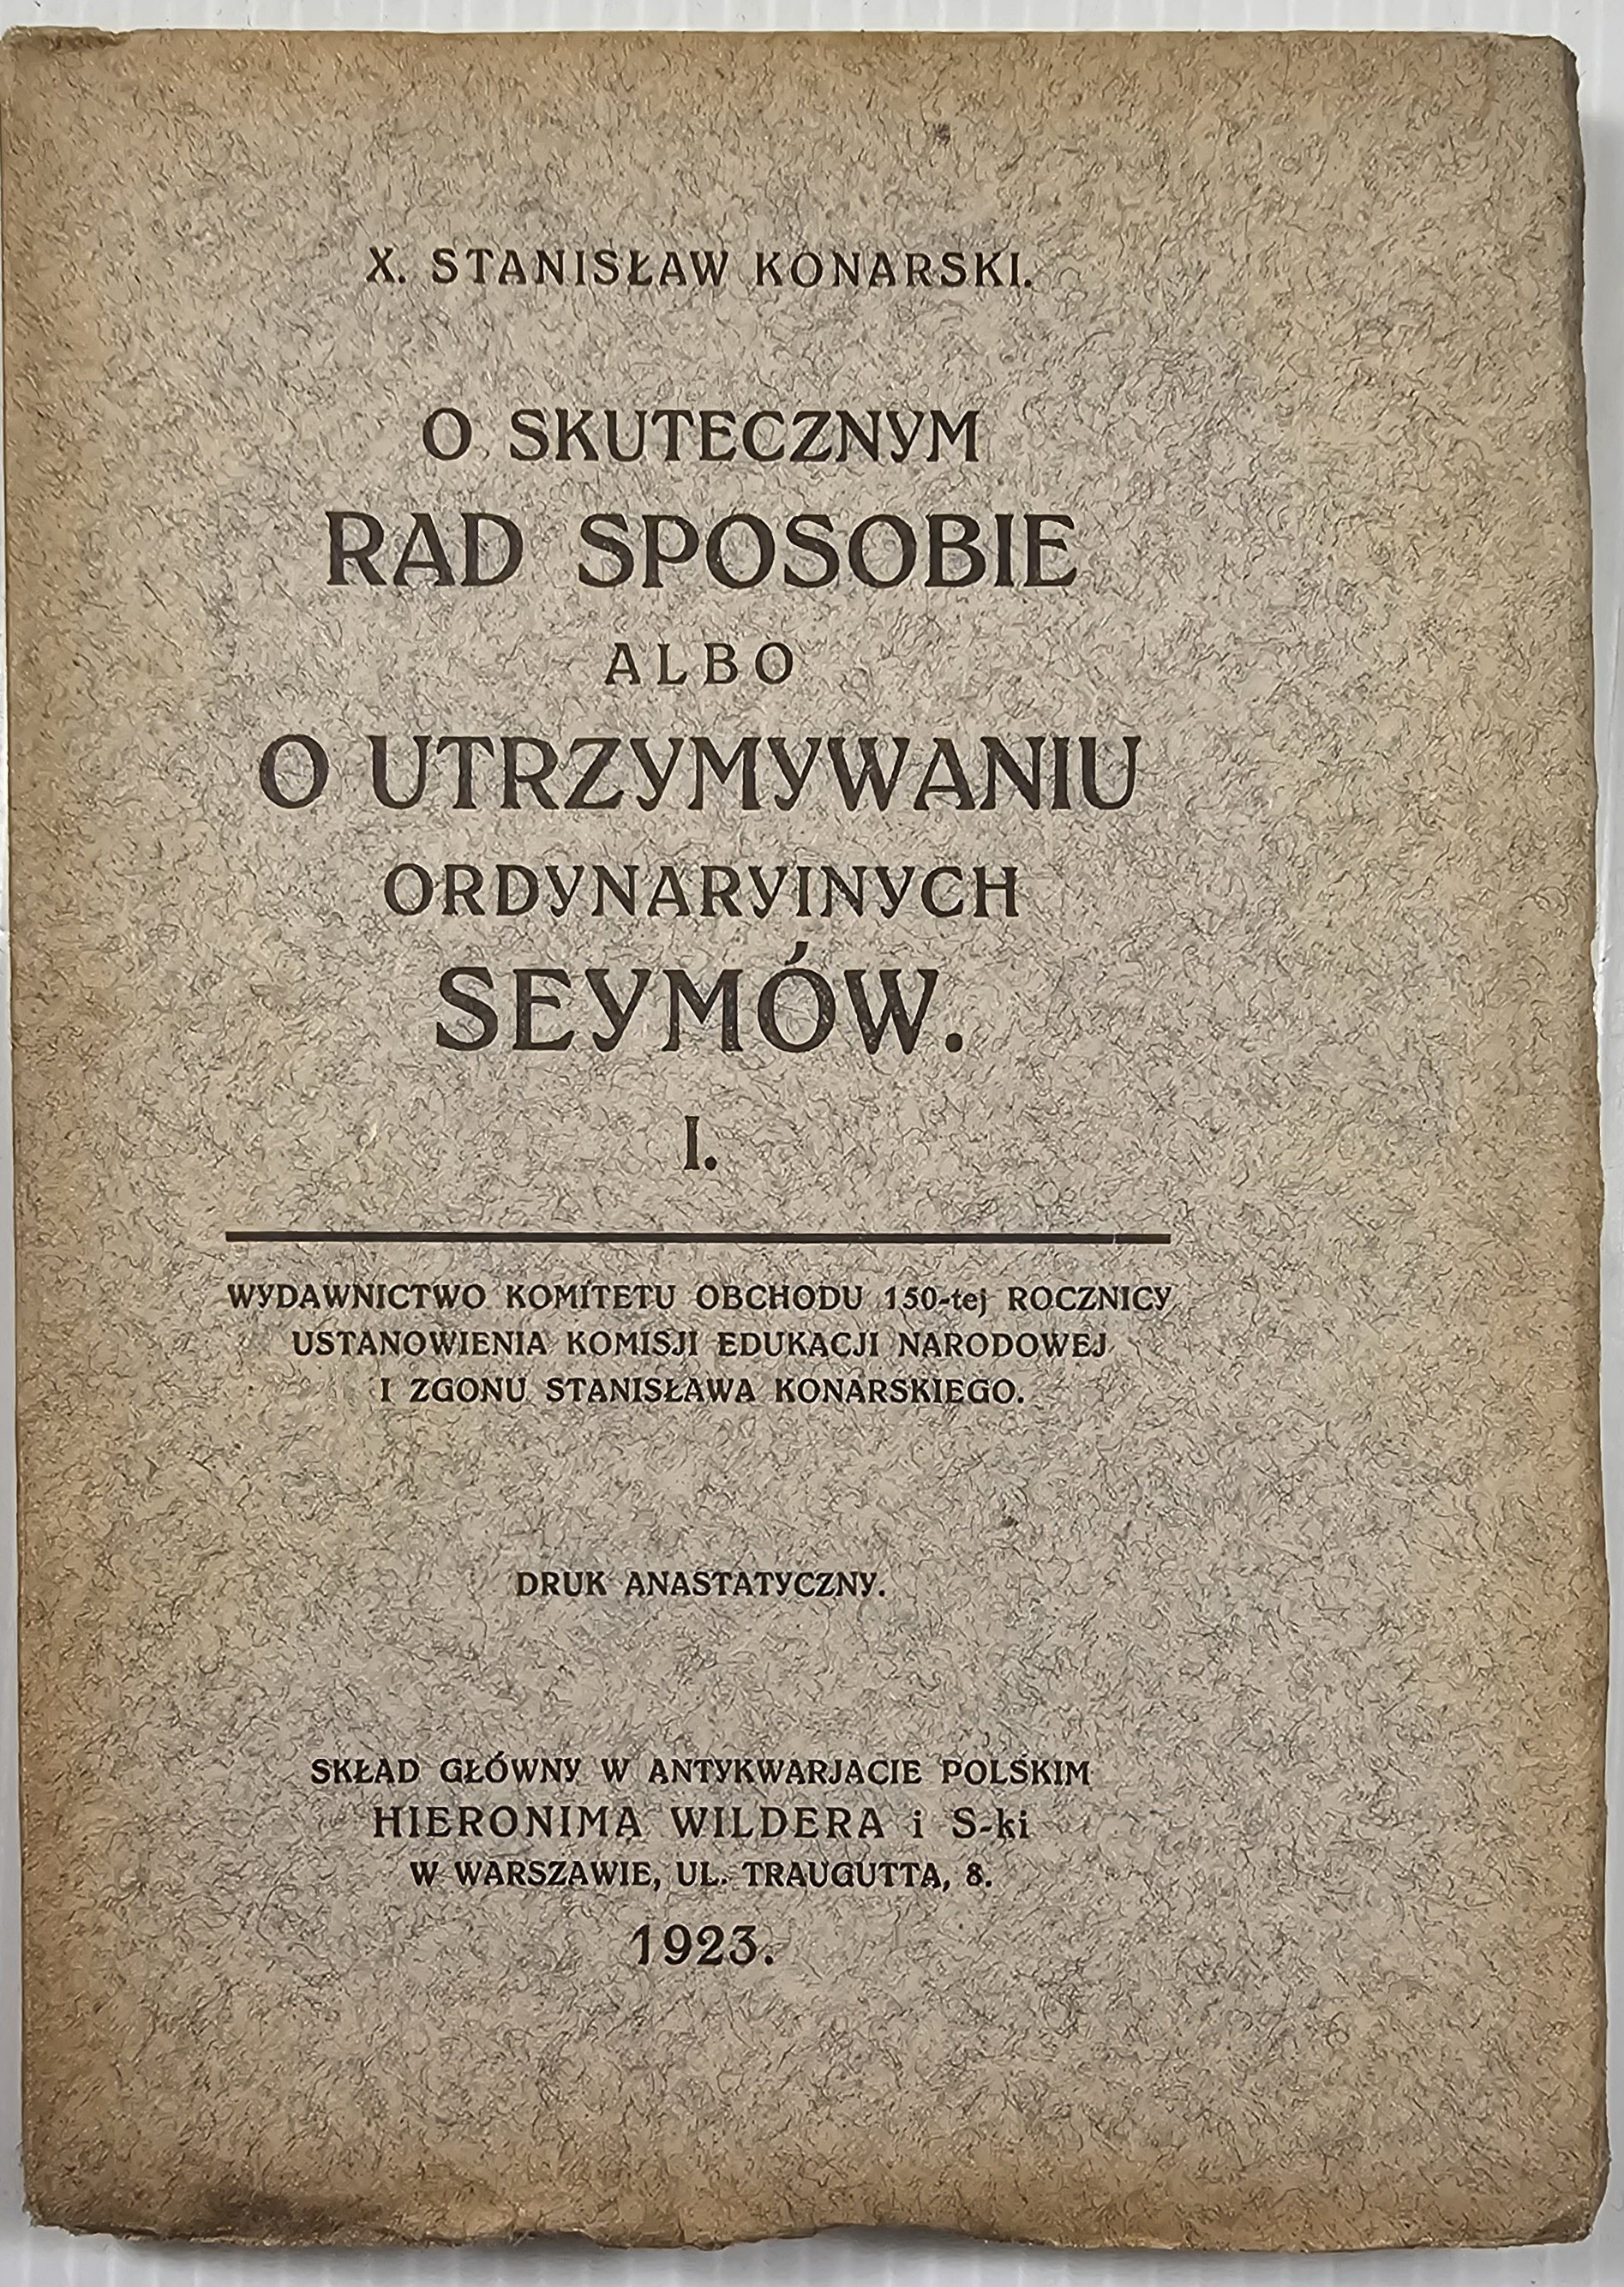 X. STANISŁAW KONARSKI.
O SKUTECZNYM
RAD SPOSOBIE
ALBO
O UTRZYMYWANIU
ORDYNARYINYCH
SEYMÓW.
I.
WYDAWNICTWO KOMITETU OBCHODU 150-tej ROCZNICY
USTANOWIENIA KOMISJI EDUKACJI NARODOWEJ
I ZGONU STANISŁAWA KONARSKIEGO.
DRUK ANASTATYCZNY.
SKŁAD GŁÓWNY W ANTYKWARJACIE POLSKIM
HIERONIMA WILDERA i S-ki
W WARSZAWIE, UL. TRAUGUTTA, 8.
1923.